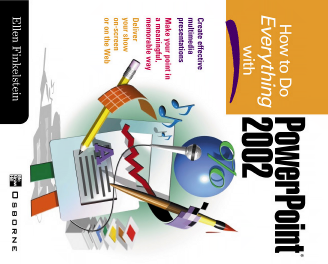 How to Do
Everything
with
PowerPoint®
2002
Create effective
multimedia
presentations
Make your point in
a meaningful,
memorable way
Deliver
your show
on-screen
or on the Web
Ellen Finkelstein
OSBORNE